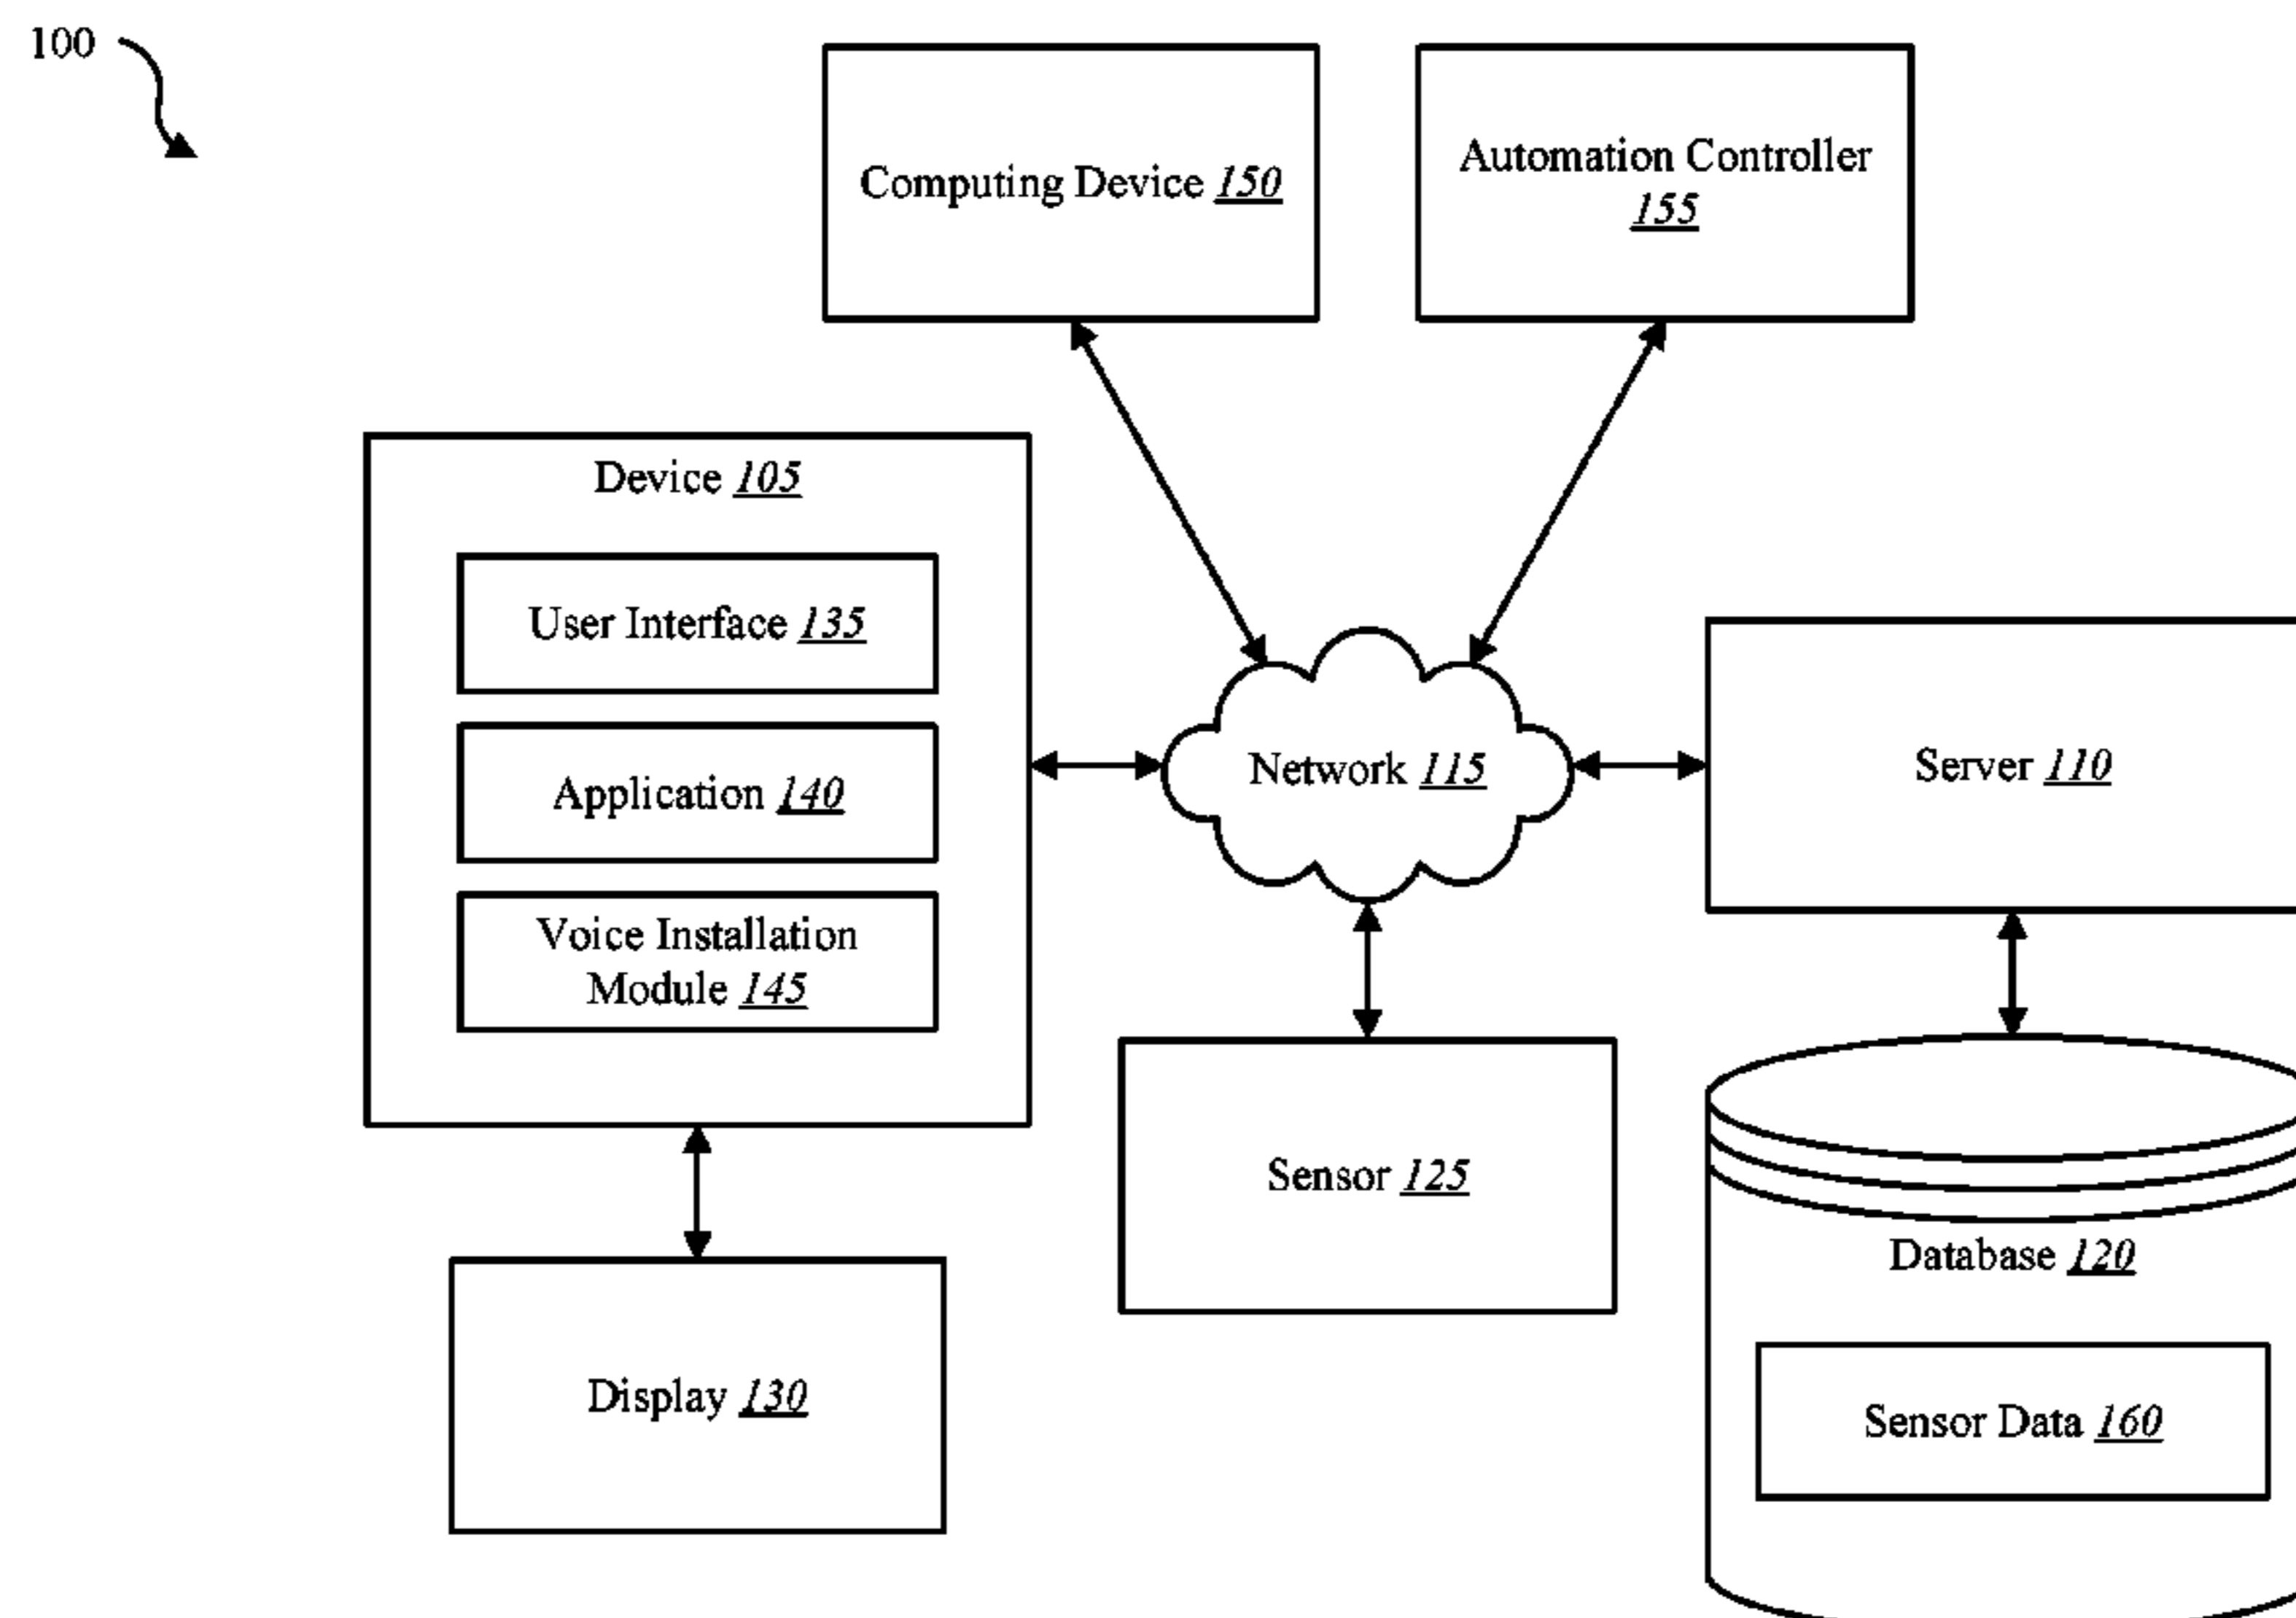 100
Computing Device 150
Automation Controller
155
Device 105
User Interface 135
Application 140
Voice Installation
Module 145
Network 115
Server 110
Sensor 125
Display 130
Database 120
Sensor Data 160